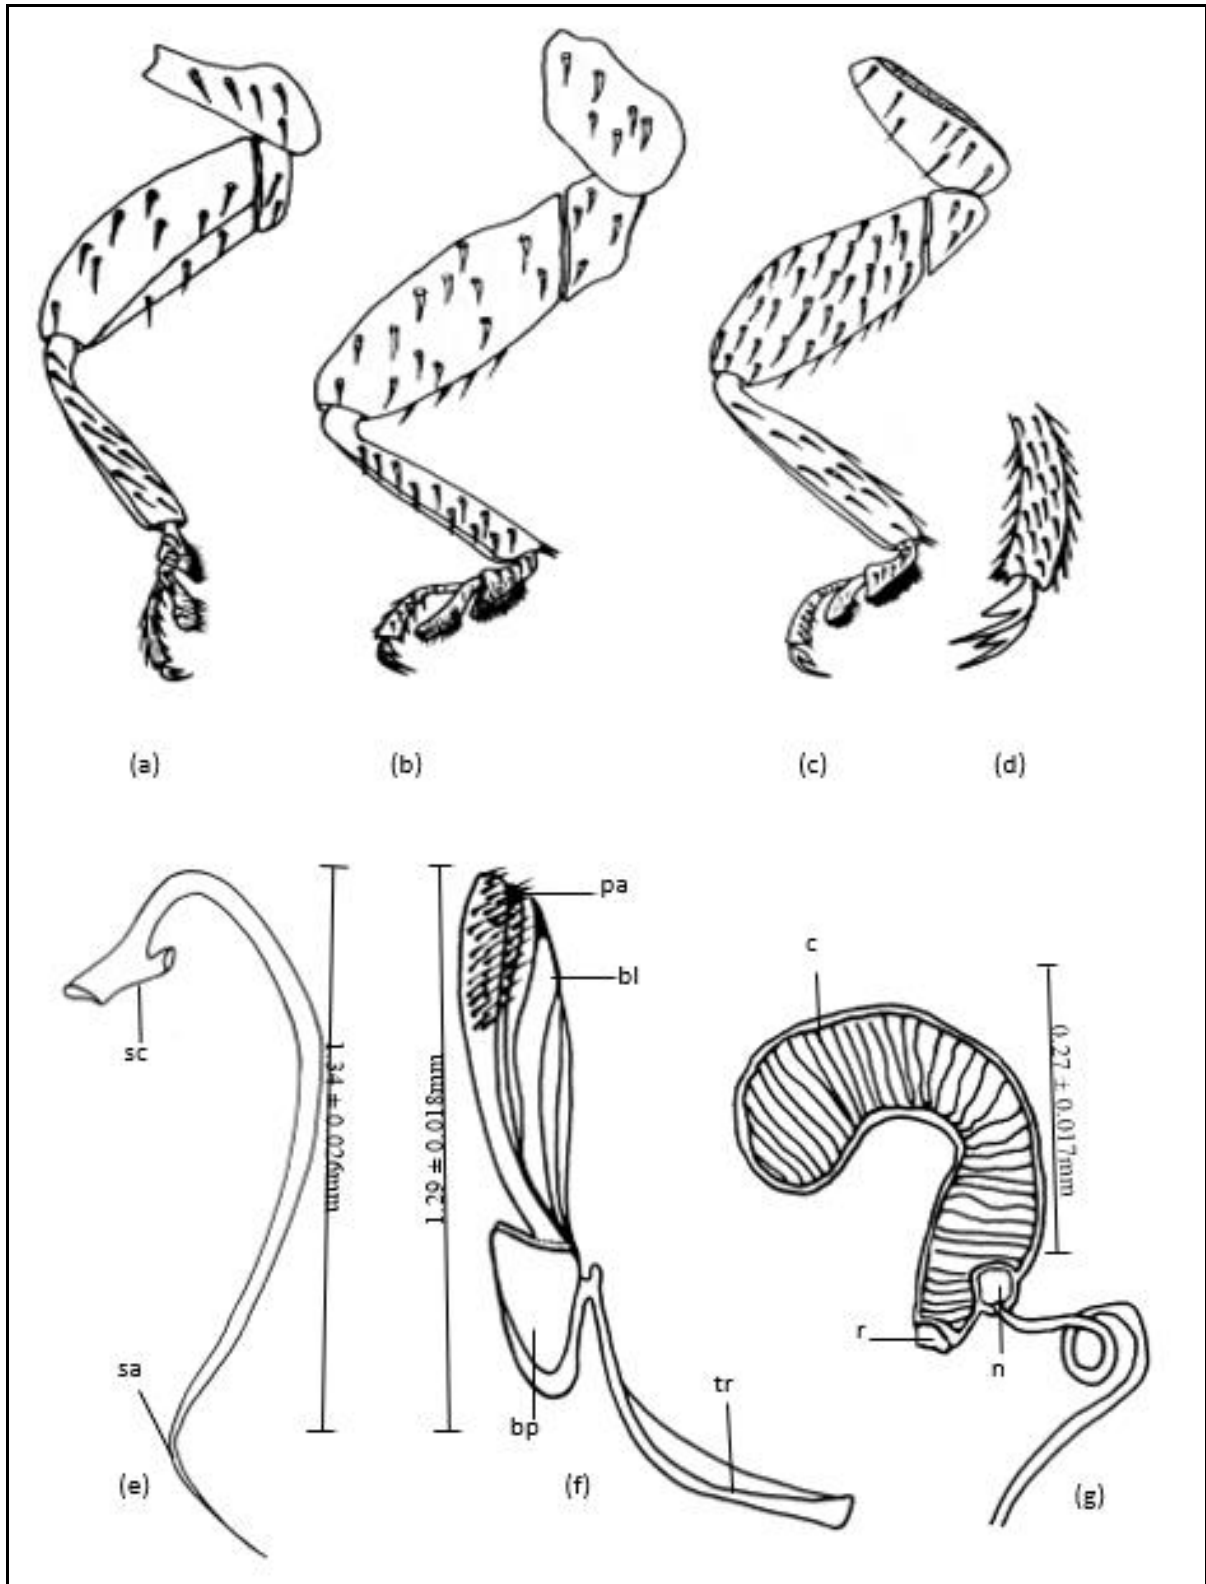 (a)
(b)
(c)
(d)
pa
bl
c
sc
1.34 ± 0.026mm
1.29 ± 0.018mm
0.27 ± 0.017mm
sa
r
n
tr
bp
(e)
(f)
(g)